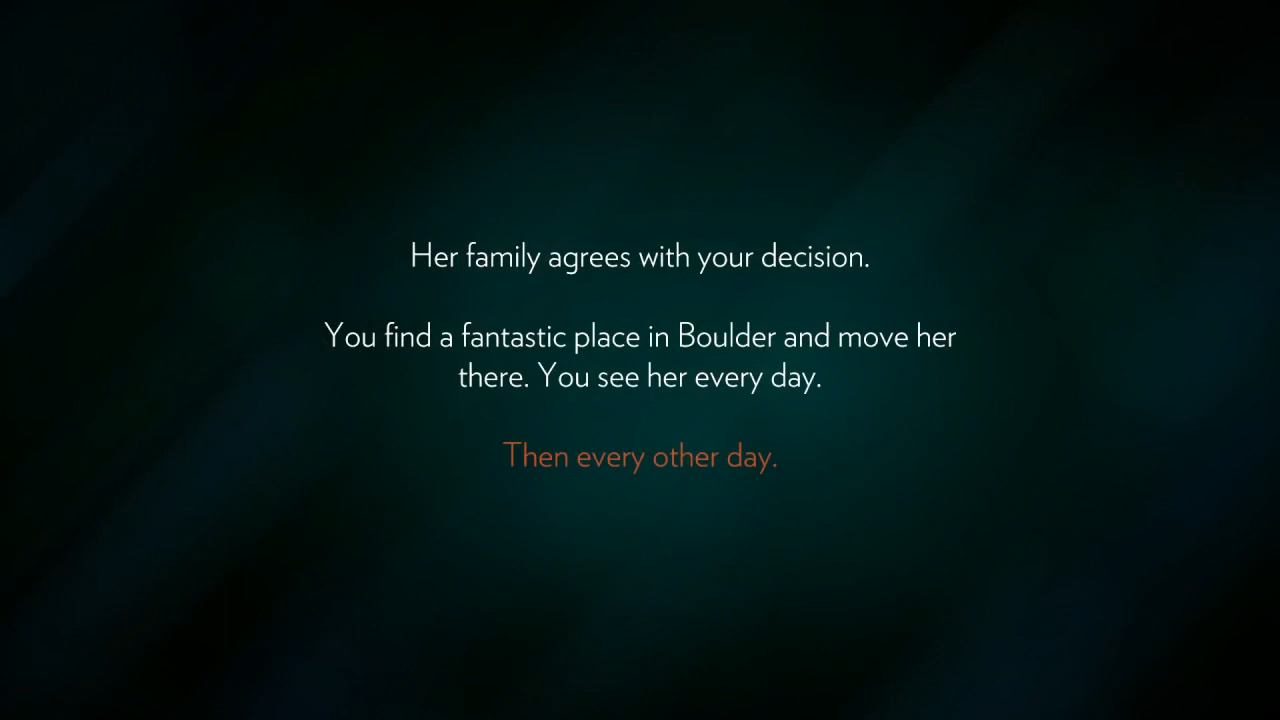 Her family agrees with your decision.
You find a fantastic place in Boulder and move her
there. You see her every day.
Then every other day.